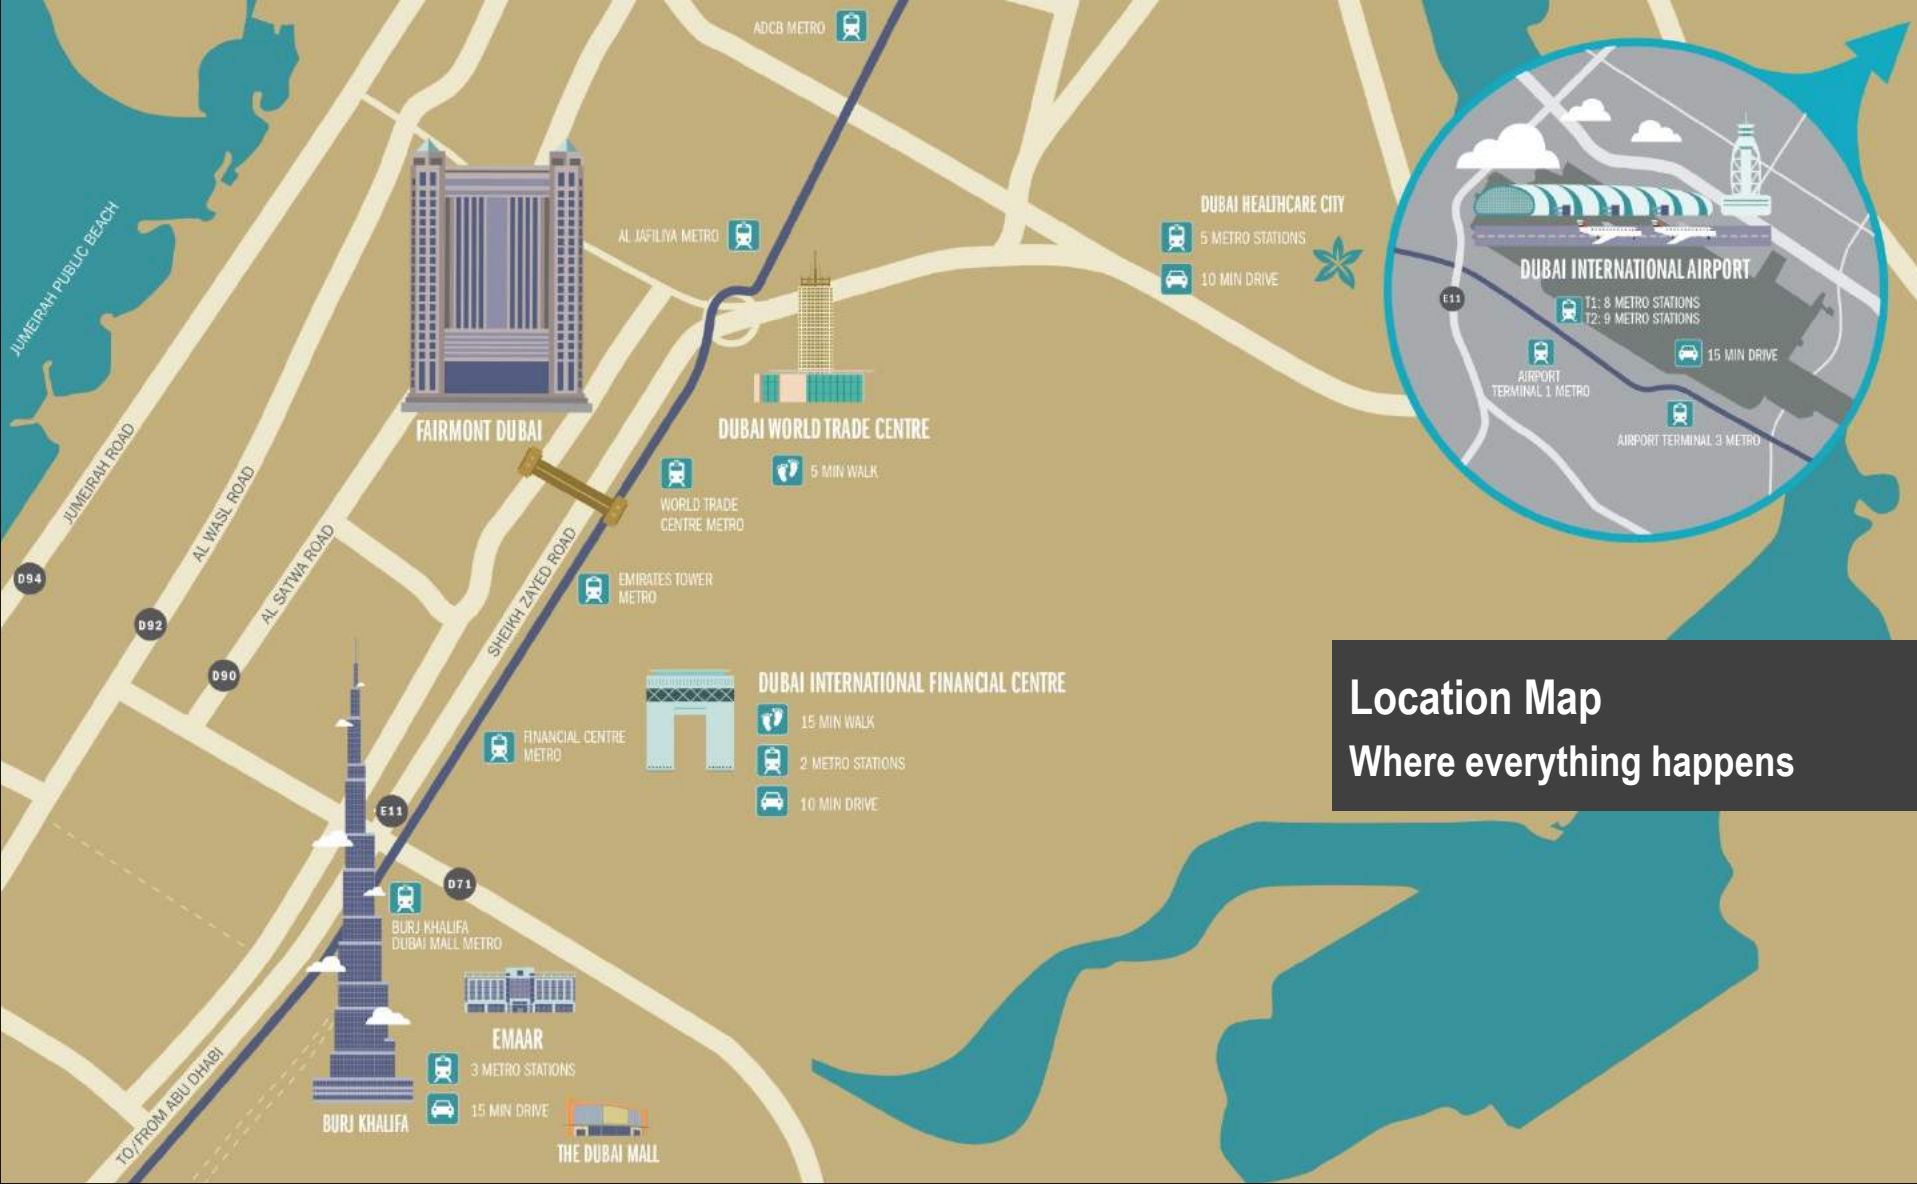 ADCB METRO
JUMEIRAH PUBLIC BEACH
AL JAFILIYA METRO
DUBAI HEALTHCARE CITY
5 METRO STATIONS
10 MIN DRIVE
DUBAI INTERNATIONAL AIRPORT
T1: 8 METRO STATIONS
T2: 9 METRO STATIONS
15 MIN DRIVE
E11
AIRPORT
TERMINAL 1 METRO
AIRPORT TERMINAL 3 METRO
FAIRMONT DUBAI
DUBAI WORLD TRADE CENTRE
5 MIN WALK
WORLD TRADE
CENTRE METRO
JUMEIRAH ROAD
AL WASL ROAD
AL SATWA ROAD
SHEIKH ZAYED ROAD
EMIRATES TOWER
METRO
D94
D92
D90
DUBAI INTERNATIONAL FINANCIAL CENTRE
15 MIN WALK
2 METRO STATIONS
10 MIN DRIVE
FINANCIAL CENTRE
METRO
Location Map
Where everything happens
E11
D71
BURJ KHALIFA
DUBAI MALL METRO
EMAAR
3 METRO STATIONS
15 MIN DRIVE
BURJ KHALIFA
THE DUBAI MALL
TO/FROM ABU DHABI